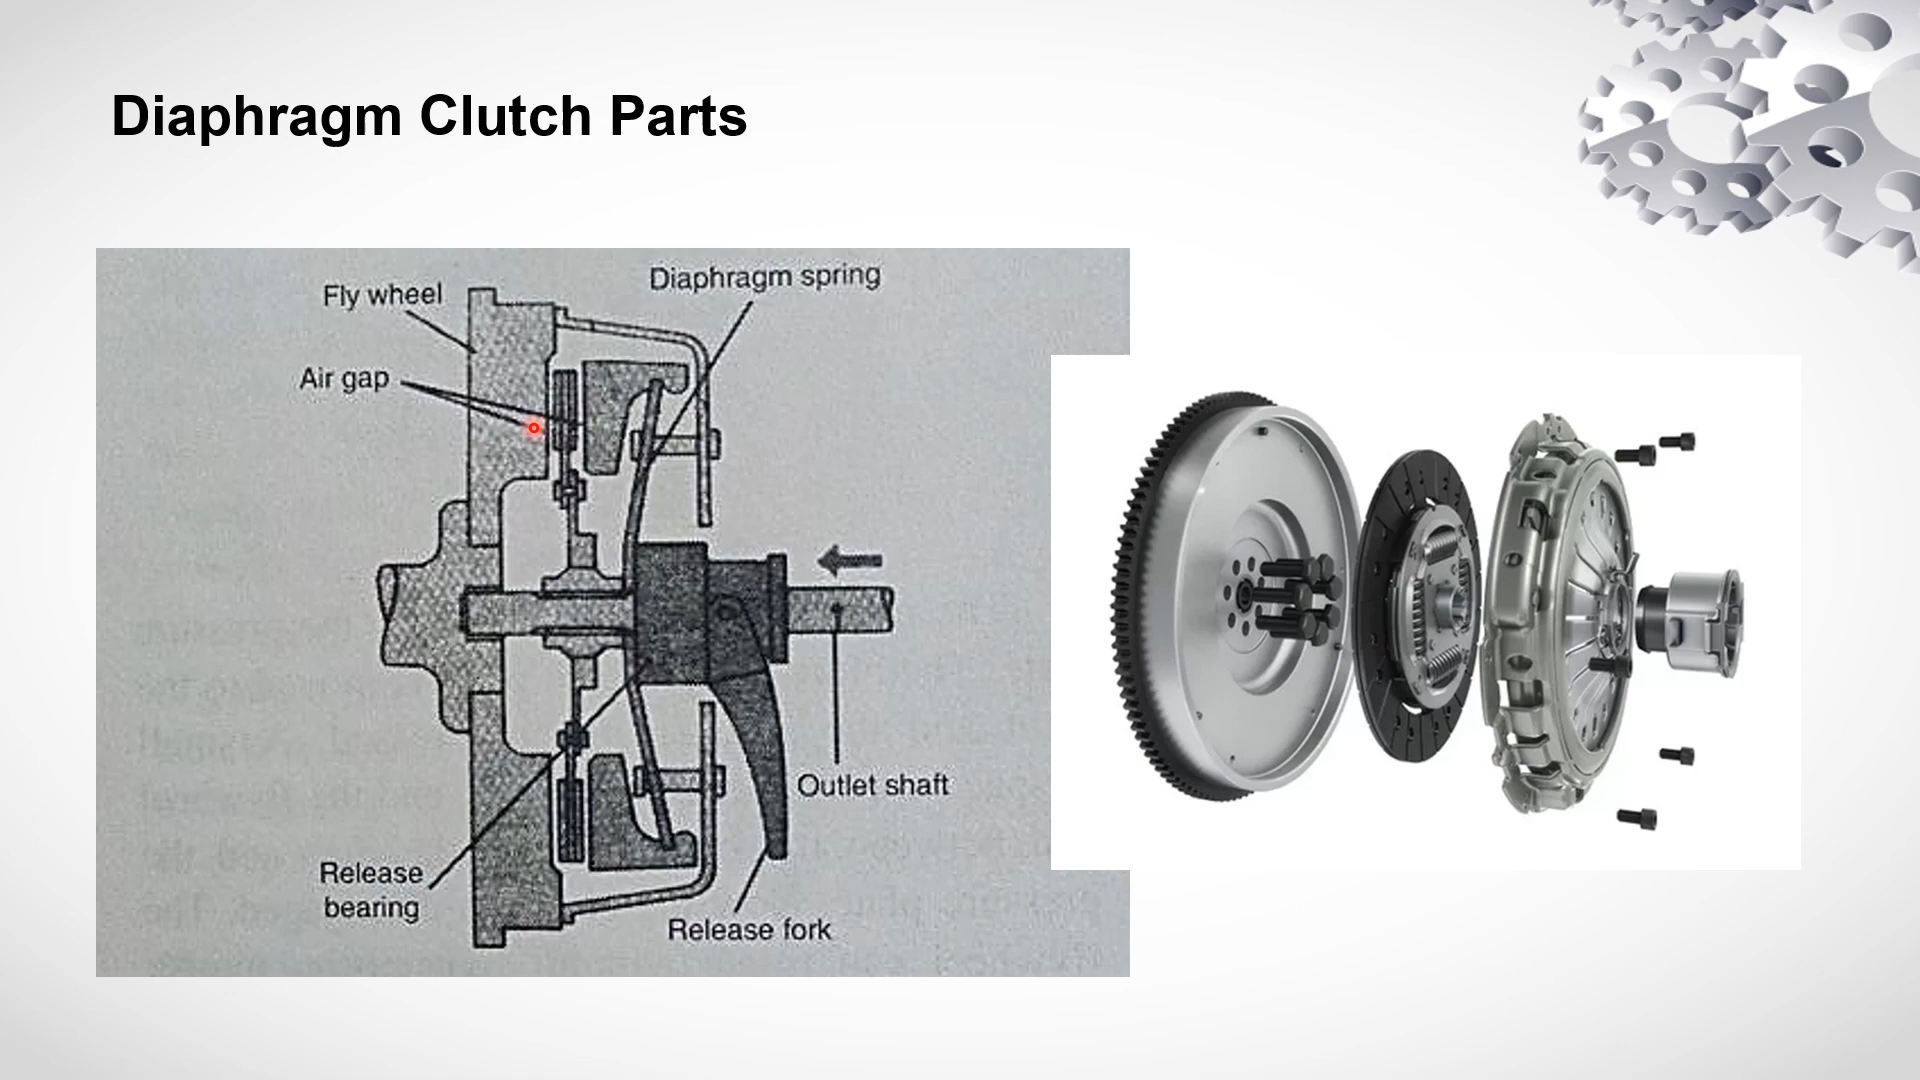 Diaphragm Clutch Parts
Diaphragm spring
Fly wheel
Air gap
Outlet shaft
Release
bearing
Release fork